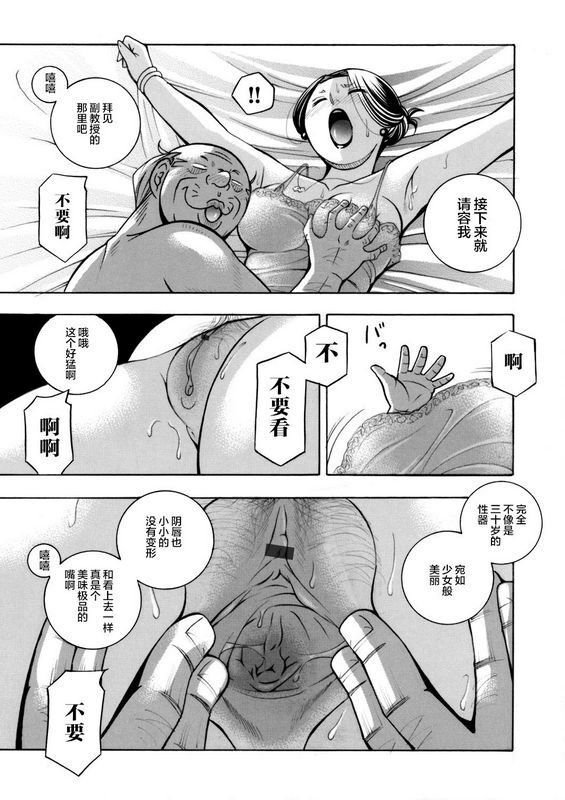 接下来就
请容我
!!
拜见
副教授的
那里吧
嘻嘻
不要啊
啊
ばっ
不
不要看
哦哦
这个好猛啊
啊啊
完全
不像是
三十岁的
性器
宛如
少女般
美丽
阴唇也
小小的
没有变形
和看上去一样
真是个
美味极品的
嘴啊
嘻嘻
不要